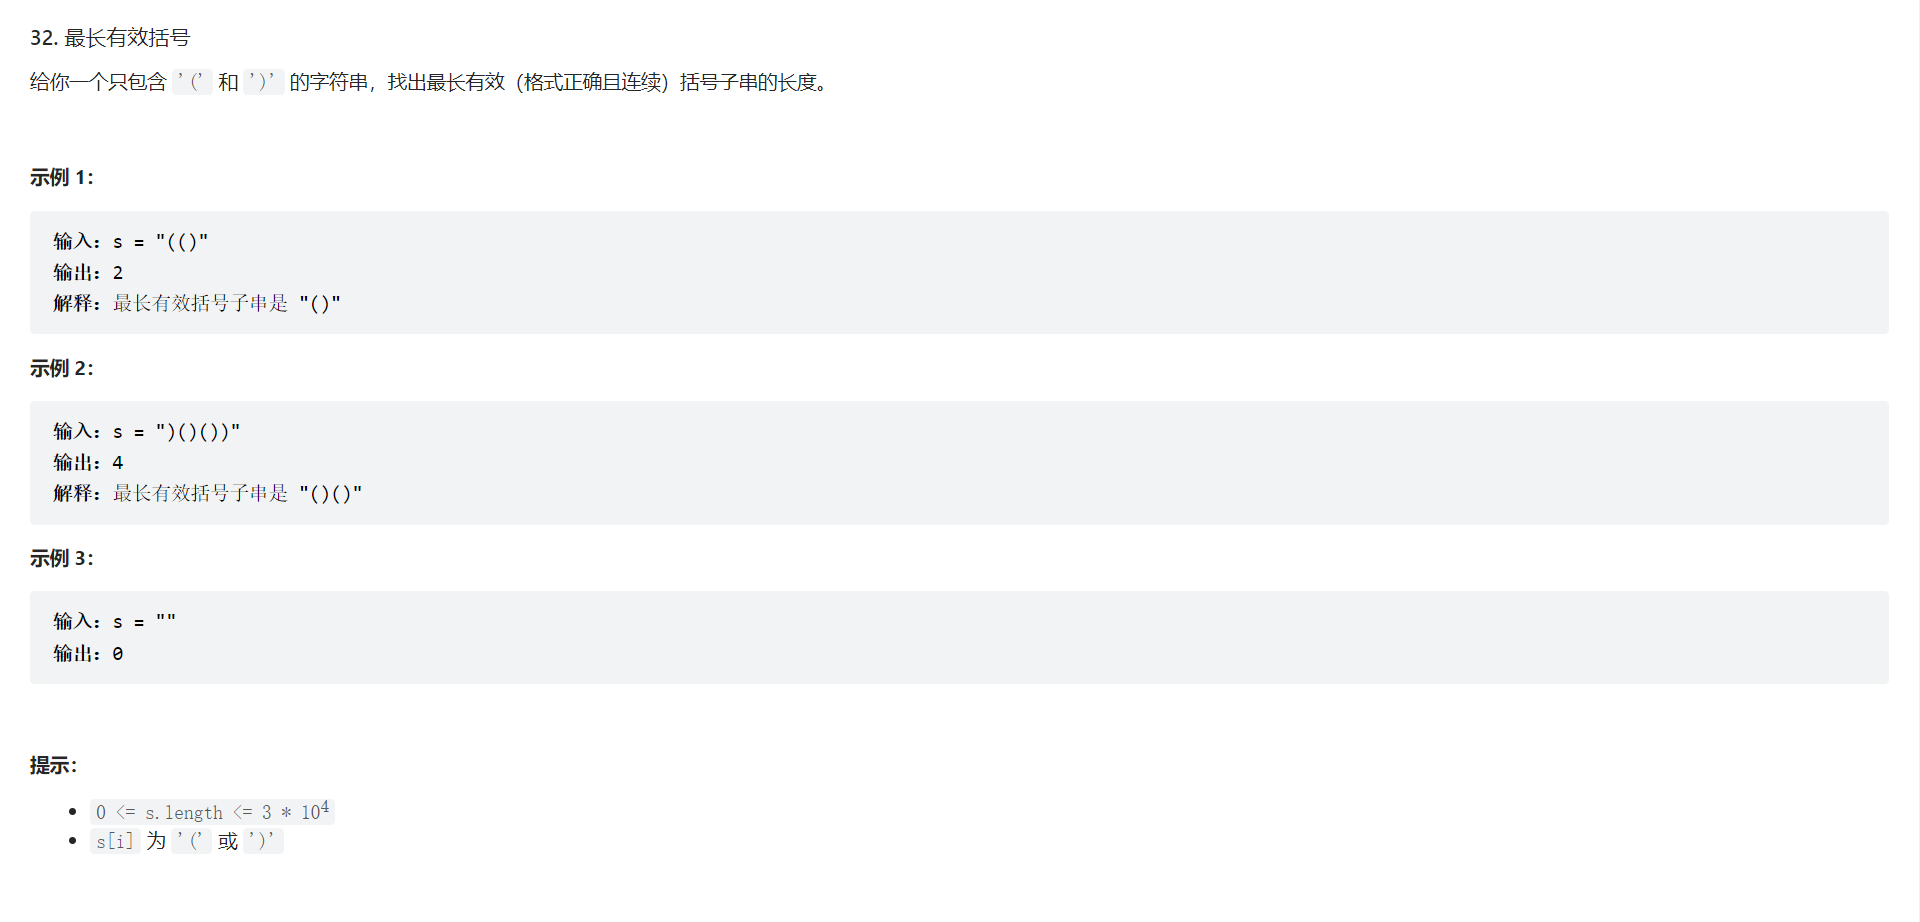 32. 最长有效括号
给你一个只包含 '(' 和 ')' 的字符串，找出最长有效（格式正确且连续）括号子串的长度。
示例 1：
输入：s = "(()"
输出：2
解释：最长有效括号子串是 "()"
示例 2：
输入：s = ")()())"
输出：4
解释：最长有效括号子串是 "()()"
示例 3：
输入：s = ""
输出：0
提示：
• 0 <= s.length <= 3 * 10⁴
• s[i] 为 '(' 或 ')'